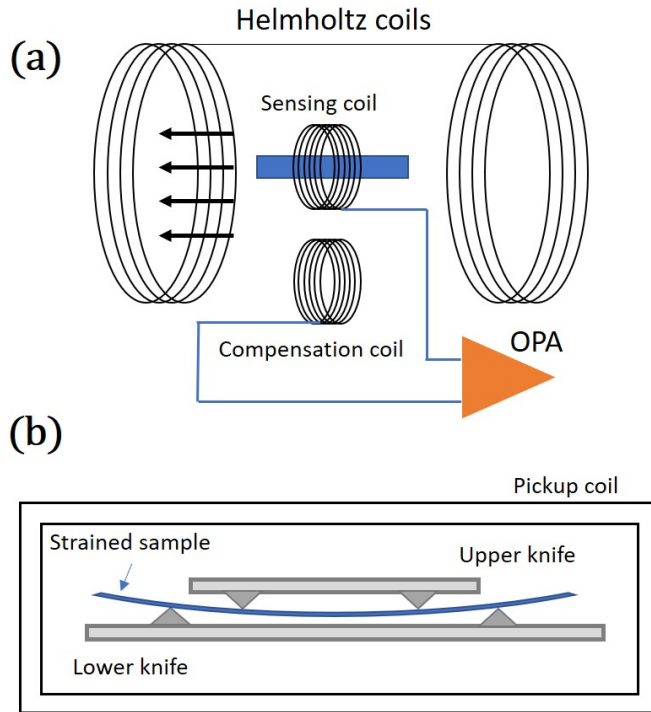 Helmholtz coils
(a)
Sensing coil
Compensation coil
OPA
(b)
Pickup coil
Strained sample
Upper knife
Lower knife